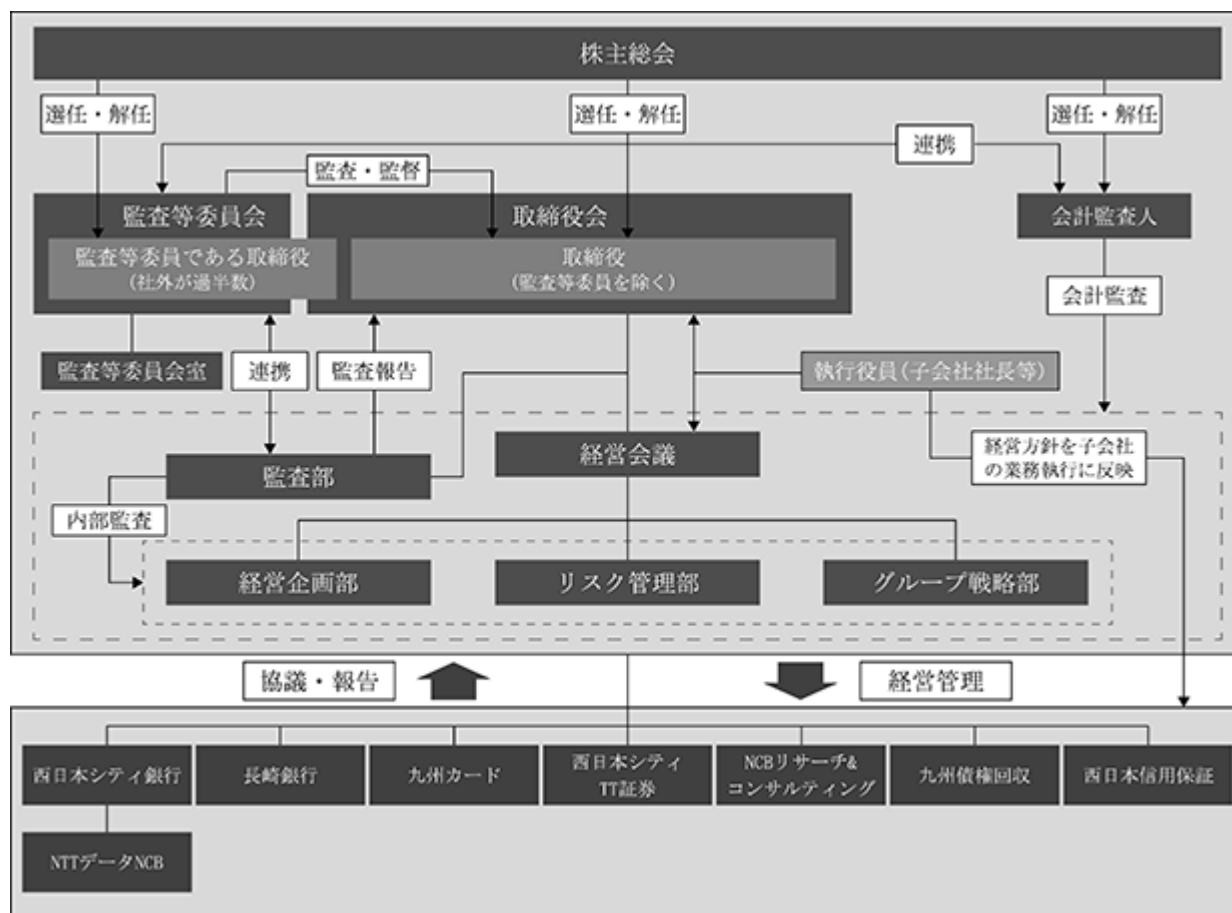 株主総会
選任・解任
選任・解任
選任・解任
連携
監査・監督
監査等委員会
取締役会
会計監査人
監査等委員である取締役
(社外が過半数)
取締役
(監査等委員を除く)
会計監査
監査等委員会室
連携
監査報告
執行役員(子会社社長等)
経営会議
経営方針を子会社
の業務執行に反映
監査部
内部監査
経営企画部
リスク管理部
グループ戦略部
協議・報告
経営管理
西日本シティ銀行
長崎銀行
九州カード
西日本シティ
TT証券
NCBリサーチ&
コンサルティング
九州債権回収
西日本信用保証
NTTデータNCB